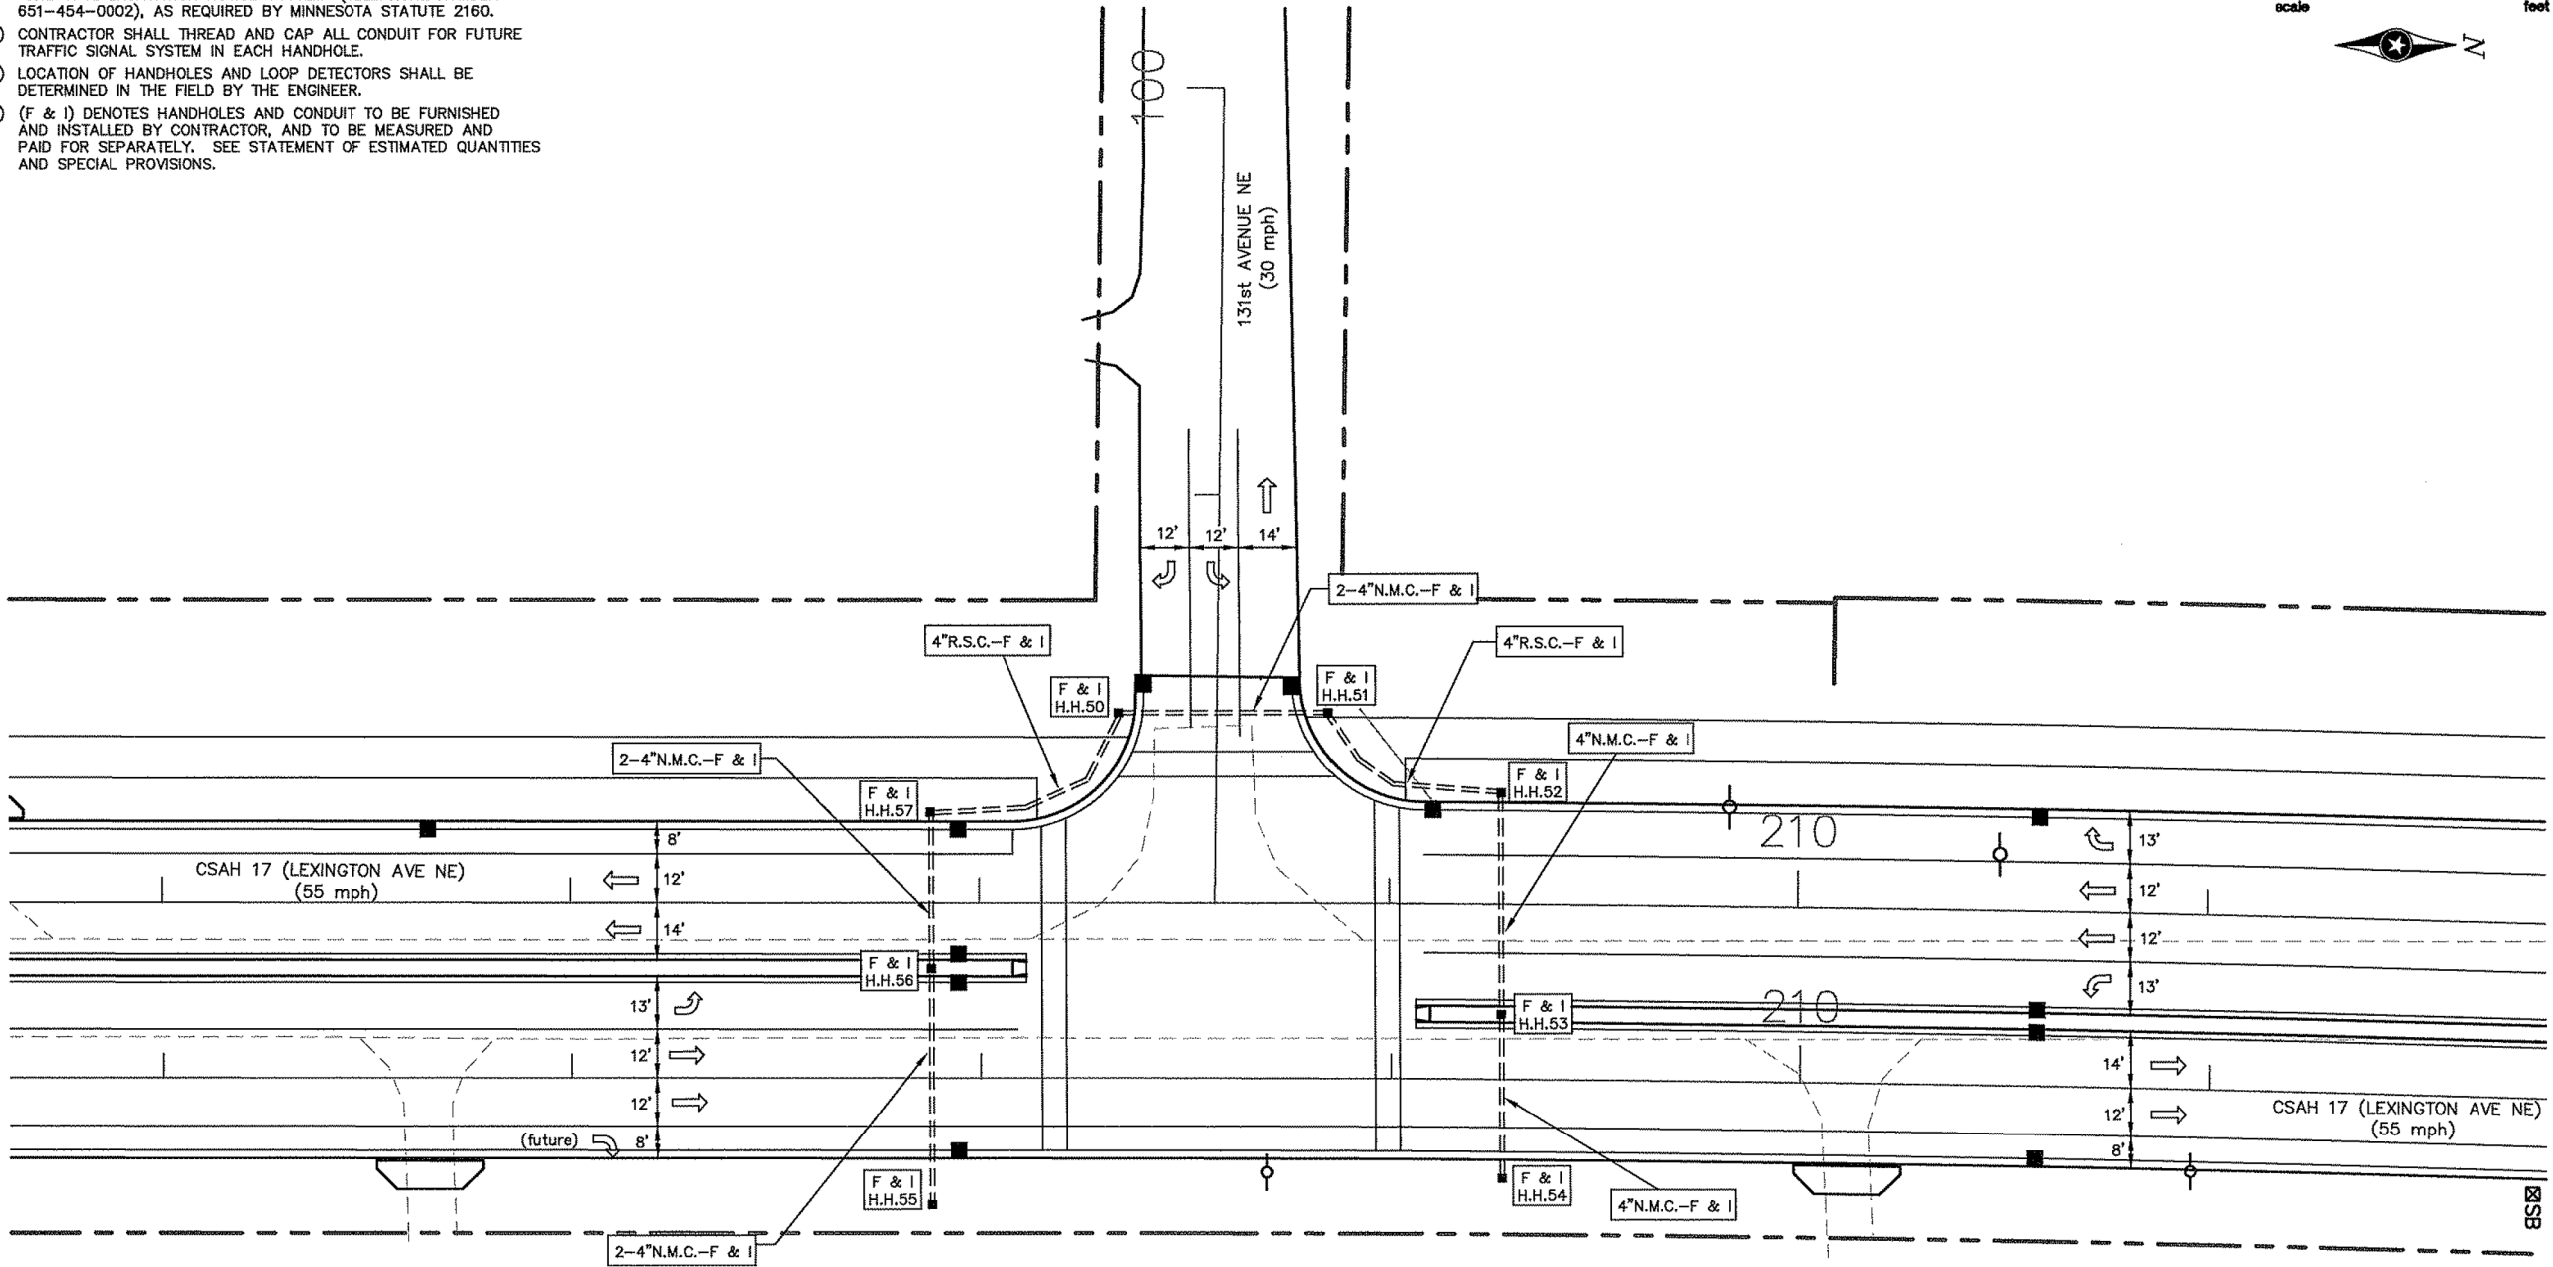 651-454-0002), AS REQUIRED BY MINNESOTA STATUTE 216D.
) CONTRACTOR SHALL THREAD AND CAP ALL CONDUIT FOR FUTURE
TRAFFIC SIGNAL SYSTEM IN EACH HANDHOLE.
) LOCATION OF HANDHOLES AND LOOP DETECTORS SHALL BE
DETERMINED IN THE FIELD BY THE ENGINEER.
) (F & I) DENOTES HANDHOLES AND CONDUIT TO BE FURNISHED
AND INSTALLED BY CONTRACTOR, AND TO BE MEASURED AND
PAID FOR SEPARATELY. SEE STATEMENT OF ESTIMATED QUANTITIES
AND SPECIAL PROVISIONS.
scale
feet
N
100
131st AVENUE NE
(30 mph)
12'
12'
14'
2-4"N.M.C.-F & I
4"R.S.C.-F & I
4"R.S.C.-F & I
F & I
H.H.50
F & I
H.H.51
2-4"N.M.C.-F & I
4"N.M.C.-F & I
F & I
H.H.57
F & I
H.H.52
210
8'
13'
CSAH 17 (LEXINGTON AVE NE)
(55 mph)
12'
12'
14'
12'
F & I
H.H.56
13'
13'
210
F & I
H.H.53
12'
14'
12'
12'
CSAH 17 (LEXINGTON AVE NE)
(55 mph)
(future)
8'
8'
F & I
H.H.55
F & I
H.H.54
4"N.M.C.-F & I
SB
2-4"N.M.C.-F & I